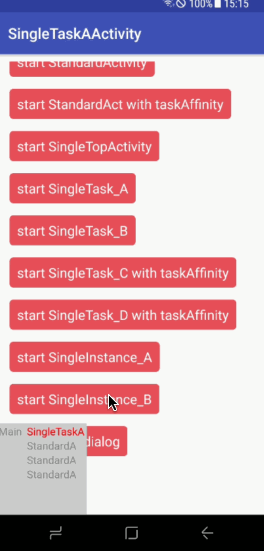 100% 15:15
SingleTaskAActivity
start StandardActivity
start StandardAct with taskAffinity
start SingleTopActivity
start SingleTask_A
start SingleTask_B
start SingleTask_C with taskAffinity
start SingleTask_D with taskAffinity
start SingleInstance_A
start SingleInstance_B
dialog
Main SingleTaskA
StandardA
StandardA
StandardA